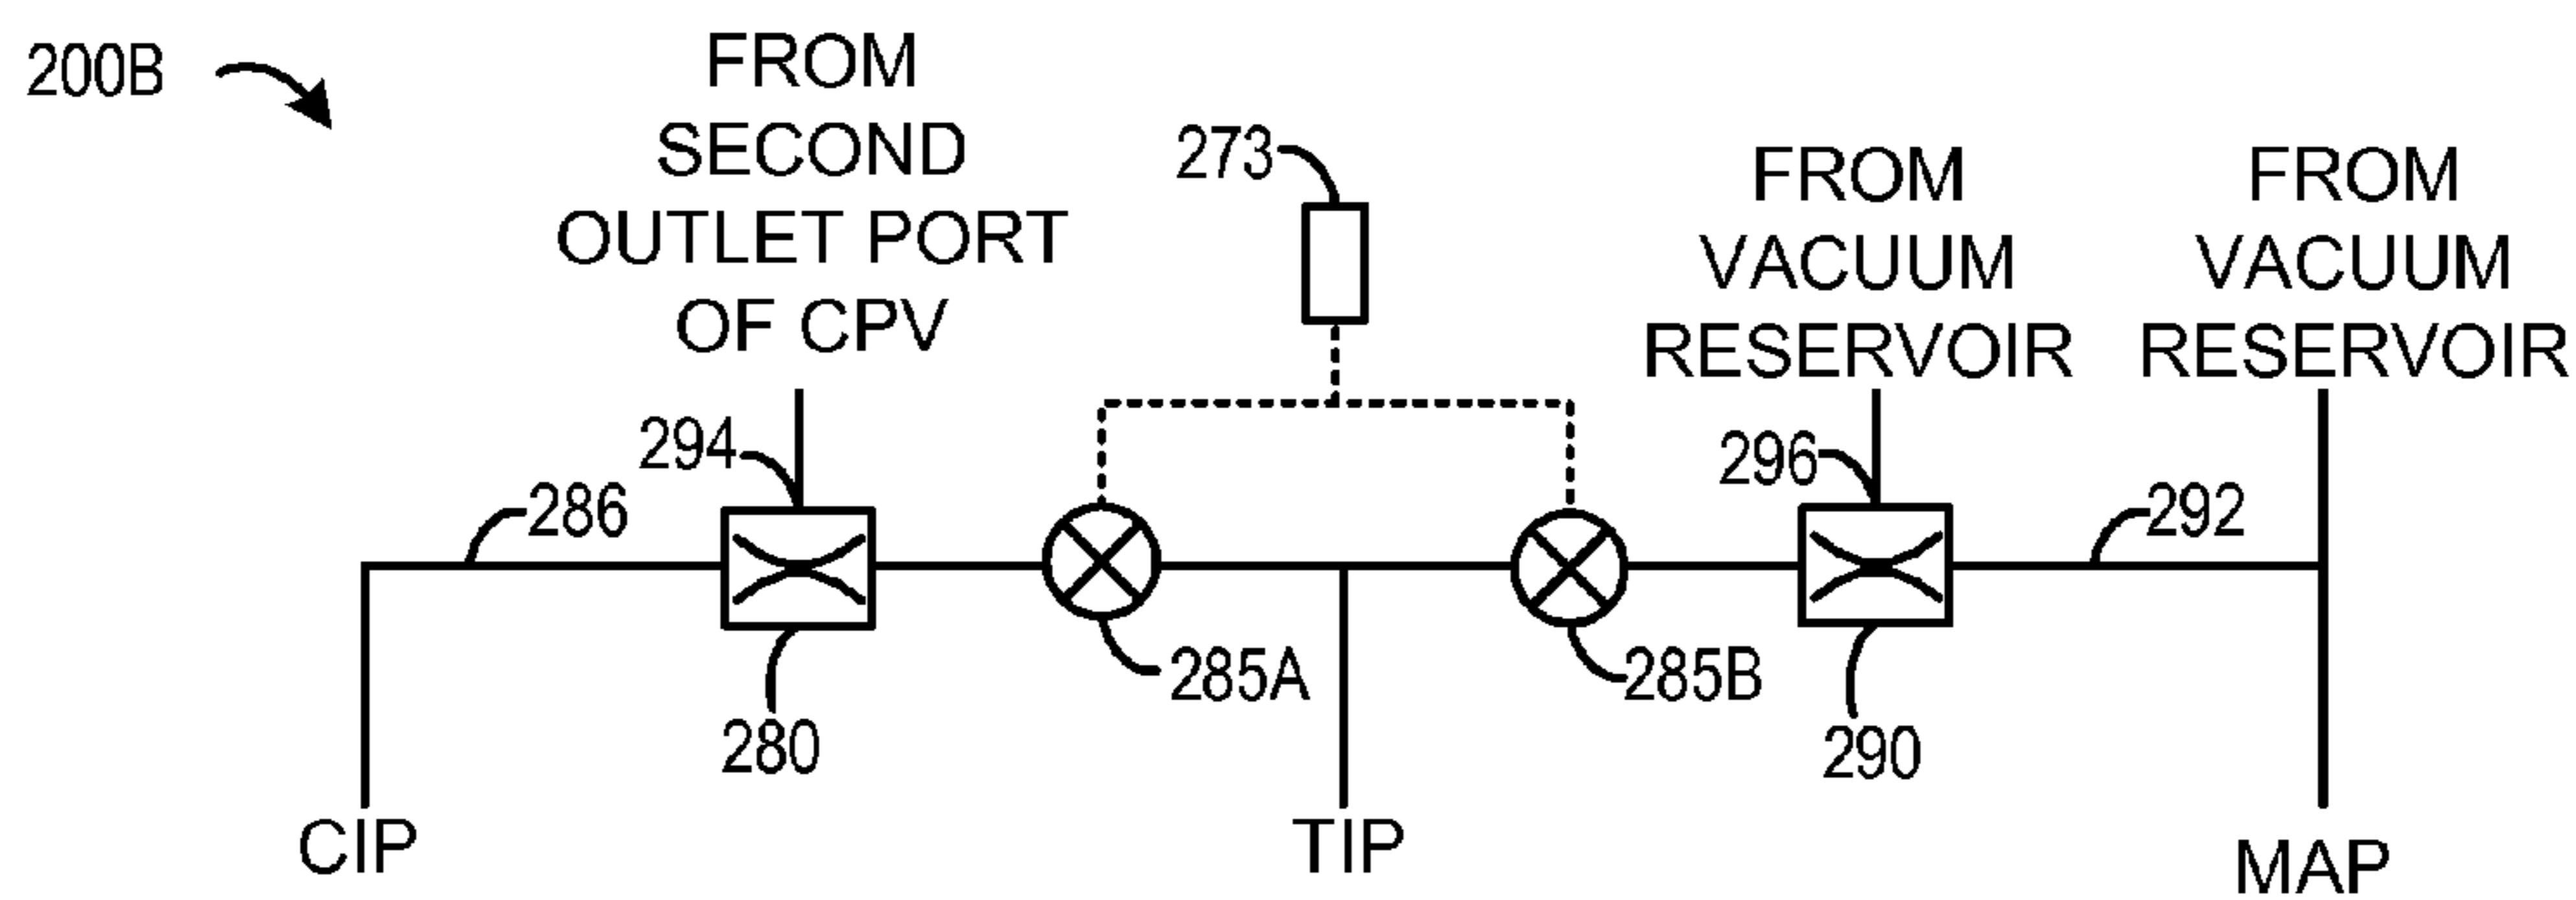 200B
FROM
SECOND
OUTLET PORT
OF CPV
273
FROM
VACUUM
RESERVOIR
FROM
VACUUM
RESERVOIR
294
296
286
292
285A
285B
280
290
CIP
TIP
MAP